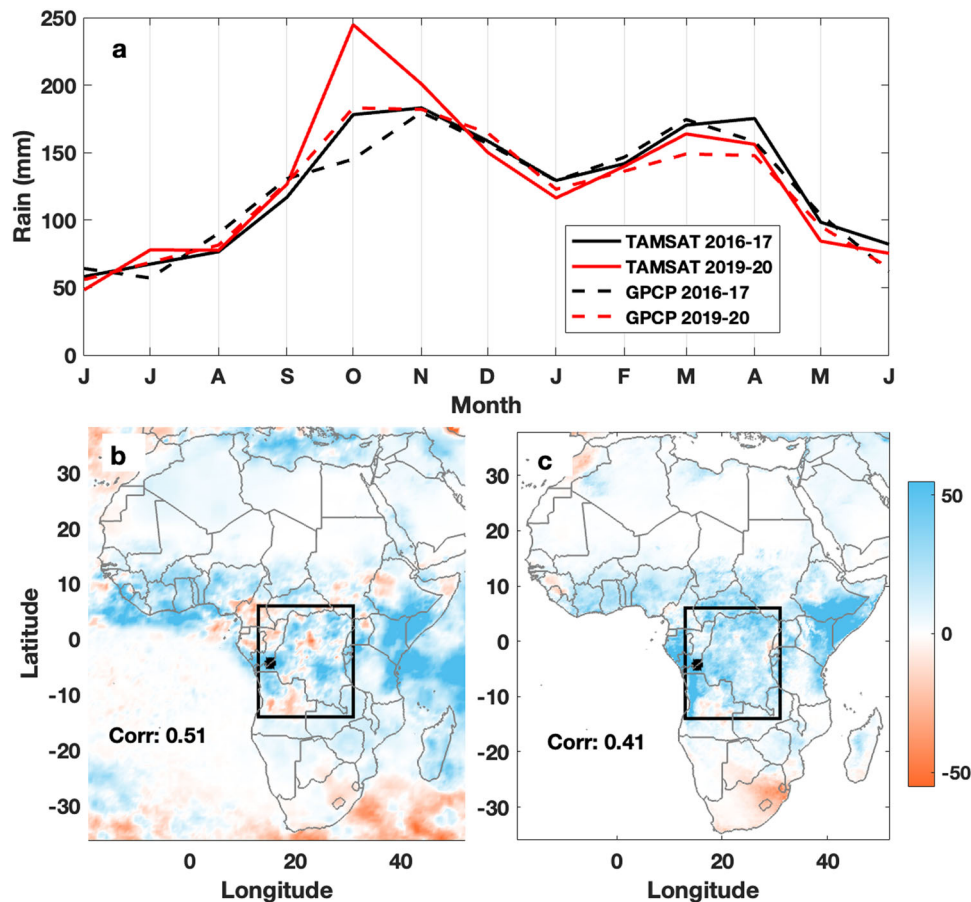 a
250
200
150
100
50
0
Rain (mm)
TAMSAT 2016-17
TAMSAT 2019-20
GPCP 2016-17
GPCP 2019-20
J J A S O N D J F M A M J
Month
b
30
20
10
0
-10
-20
-30
Latitude
Corr: 0.51
0 20 40
Longitude
c
30
20
10
0
-10
-20
-30
Corr: 0.41
0 20 40
Longitude
50
0
-50